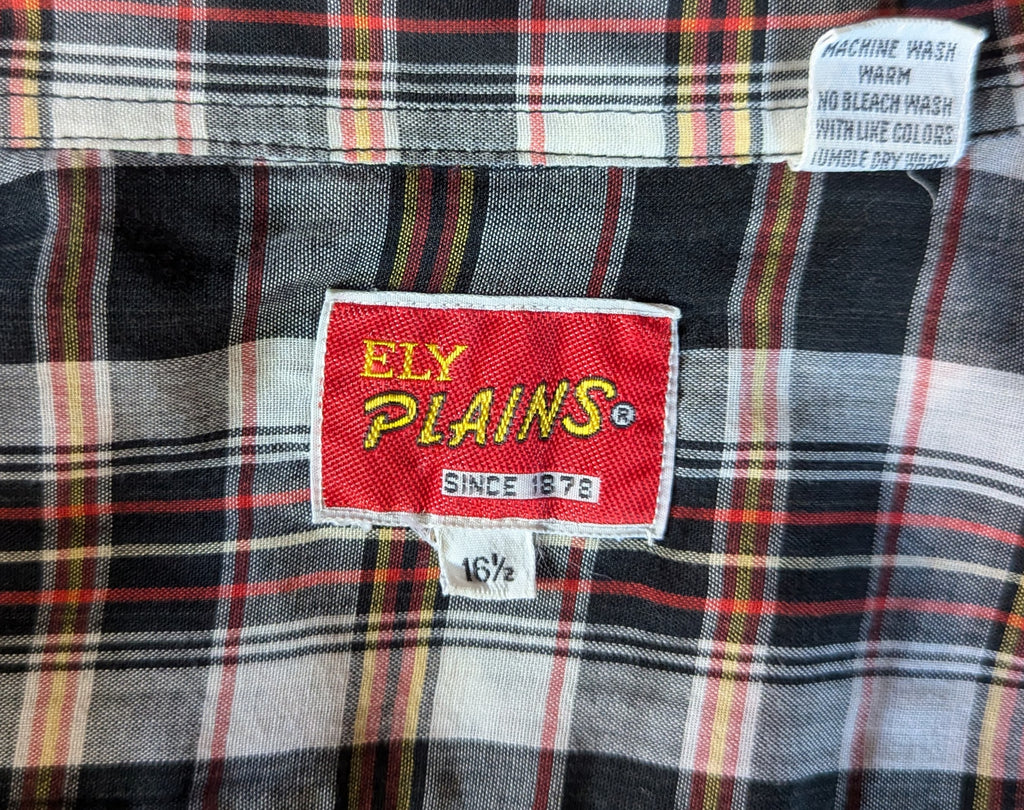 MACHINE WASH
WARM
NO BLEACH WASH
WITH LIKE COLORS
TUMBLE DRY WARM
ELY
PLAINS®
SINCE 1878
16½